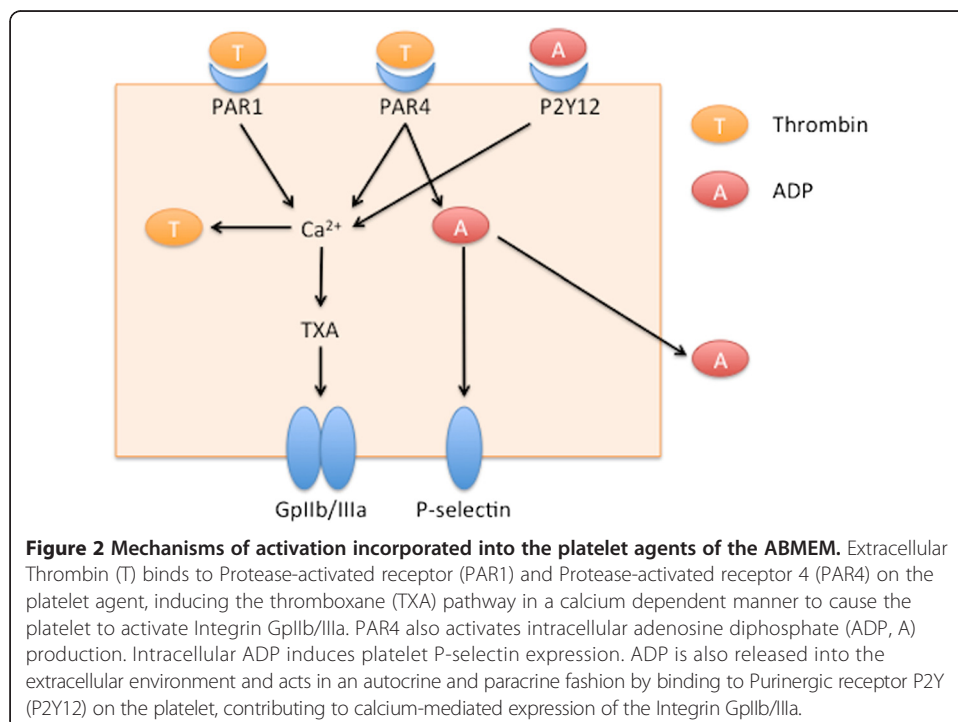 T T A
PAR1 PAR4 P2Y12
T Thrombin
A ADP
T Ca²⁺ A
TXA
A
GpIIb/IIIa P-selectin
Figure 2 Mechanisms of activation incorporated into the platelet agents of the ABMEM. Extracellular
Thrombin (T) binds to Protease-activated receptor (PAR1) and Protease-activated receptor 4 (PAR4) on the
platelet agent, inducing the thromboxane (TXA) pathway in a calcium dependent manner to cause the
platelet to activate Integrin GpIIb/IIIa. PAR4 also activates intracellular adenosine diphosphate (ADP, A)
production. Intracellular ADP induces platelet P-selectin expression. ADP is also released into the
extracellular environment and acts in an autocrine and paracrine fashion by binding to Purinergic receptor P2Y
(P2Y12) on the platelet, contributing to calcium-mediated expression of the Integrin GpIIb/IIIa.